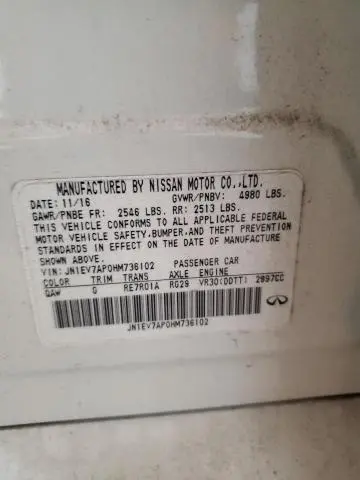 MANUFACTURED BY NISSAN MOTOR CO.,LTD.
DATE: 11/16 GVWR/PNBV: 4980 LBS.
GAWR/PNBE FR: 2546 LBS. RR: 2513 LBS.
THIS VEHICLE CONFORMS TO ALL APPLICABLE FEDERAL
MOTOR VEHICLE SAFETY,BUMPER,AND THEFT PREVENTION
STANDARDS IN EFFECT ON THE DATE OF MANUFACTURE
SHOWN ABOVE.
VIN: JN1EV7AP0HM736102 PASSENGER CAR
COLOR TRIM TRANS AXLE ENGINE
QAW G RE7R01A RG29 VR30(DDTT) 2997CC
JN1EV7AP0HM736102